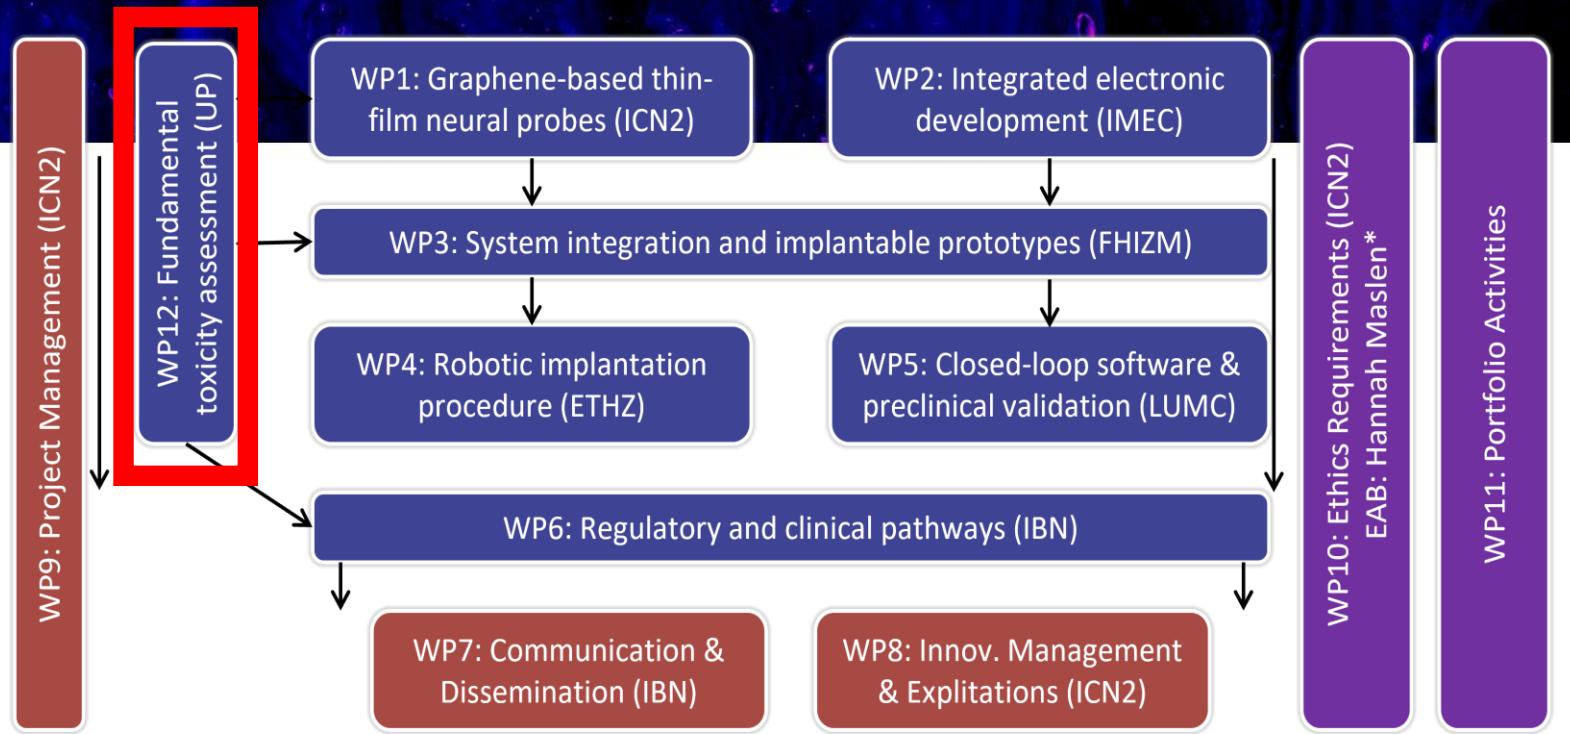 WP9: Project Management (ICN2)
WP12: Fundamental
toxicity assessment (UP)
WP1: Graphene-based thin-
film neural probes (ICN2)
WP2: Integrated electronic
development (IMEC)
WP3: System integration and implantable prototypes (FHIZM)
WP4: Robotic implantation
procedure (ETHZ)
WP5: Closed-loop software &
preclinical validation (LUMC)
WP6: Regulatory and clinical pathways (IBN)
WP7: Communication &
Dissemination (IBN)
WP8: Innov. Management
& Explitations (ICN2)
WP10: Ethics Requirements (ICN2)
EAB: Hannah Maslen*
WP11: Portfolio Activities